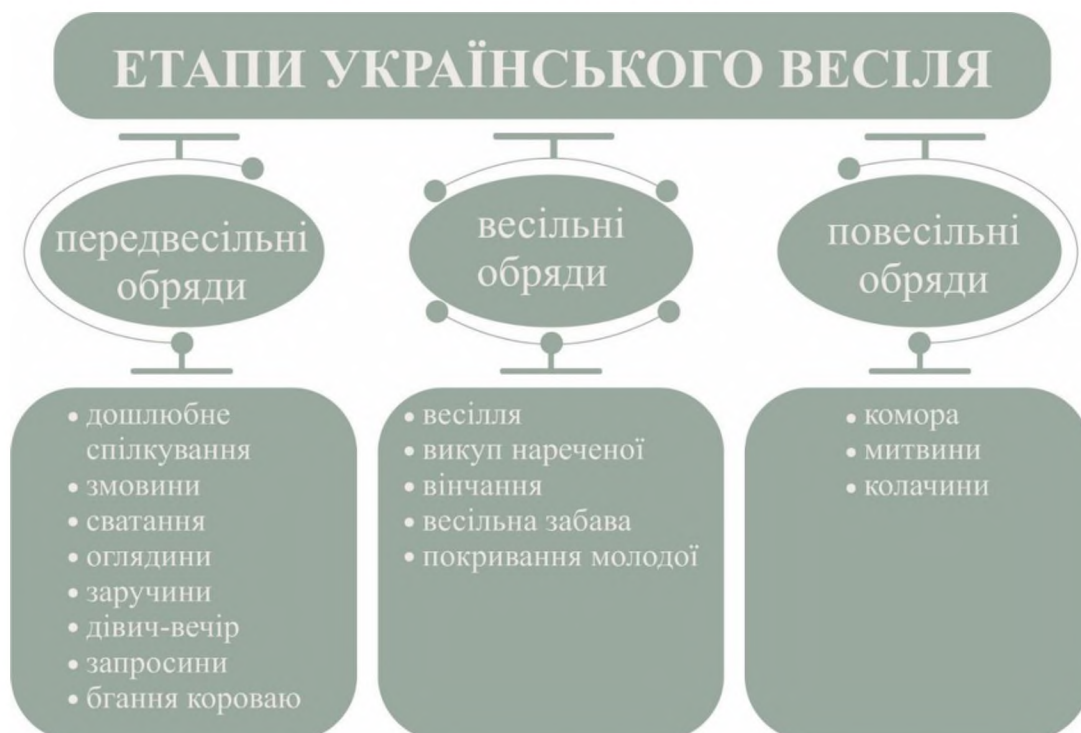 ЕТАПИ УКРАЇНСЬКОГО ВЕСІЛЯ
передвесільні
обряди
• дошлюбне
спілкування
• змовини
• сватання
• оглядини
• заручини
• дівич-вечір
• запросини
• бгання короваю
весільні
обряди
• весілля
• викуп нареченої
• вінчання
• весільна забава
• покривання молодої
повесільні
обряди
• комора
• митвини
• колачини